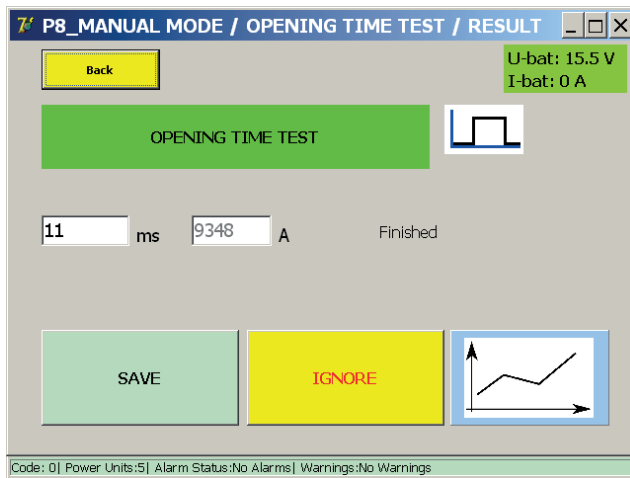 P8_MANUAL MODE / OPENING TIME TEST / RESULT
Back
U-bat: 15.5 V
I-bat: 0 A
OPENING TIME TEST
11 ms 9348 A Finished
SAVE IGNORE
Code: 0| Power Units:5| Alarm Status:No Alarms| Warnings:No Warnings